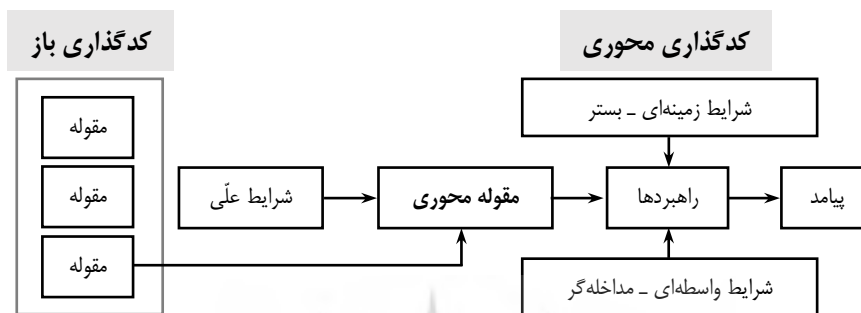 کدگذاری محوری
کدگذاری باز
شرایط زمینه‌ای ـ بستر
مقوله
مقوله
مقوله
شرایط علّی
مقوله محوری
راهبردها
پیامد
شرایط واسطه‌ای ـ مداخله‌گر